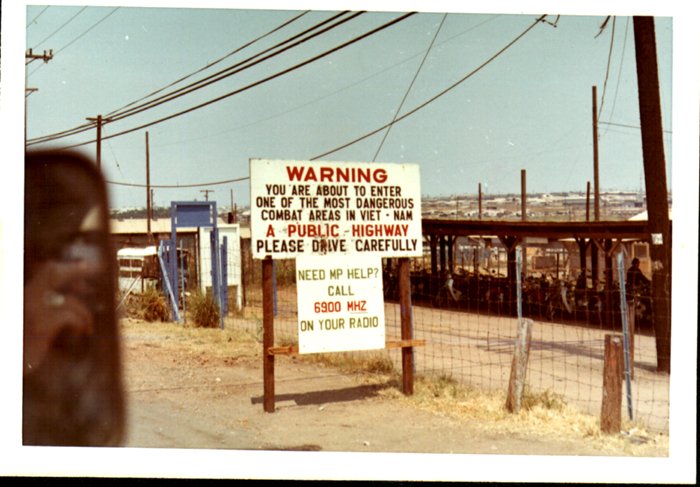 WARNING
YOU ARE ABOUT TO ENTER
ONE OF THE MOST DANGEROUS
COMBAT AREAS IN VIET - NAM
A PUBLIC - HIGHWAY
PLEASE DRIVE CAREFULLY
NEED MP HELP?
CALL
6900 MHZ
ON YOUR RADIO